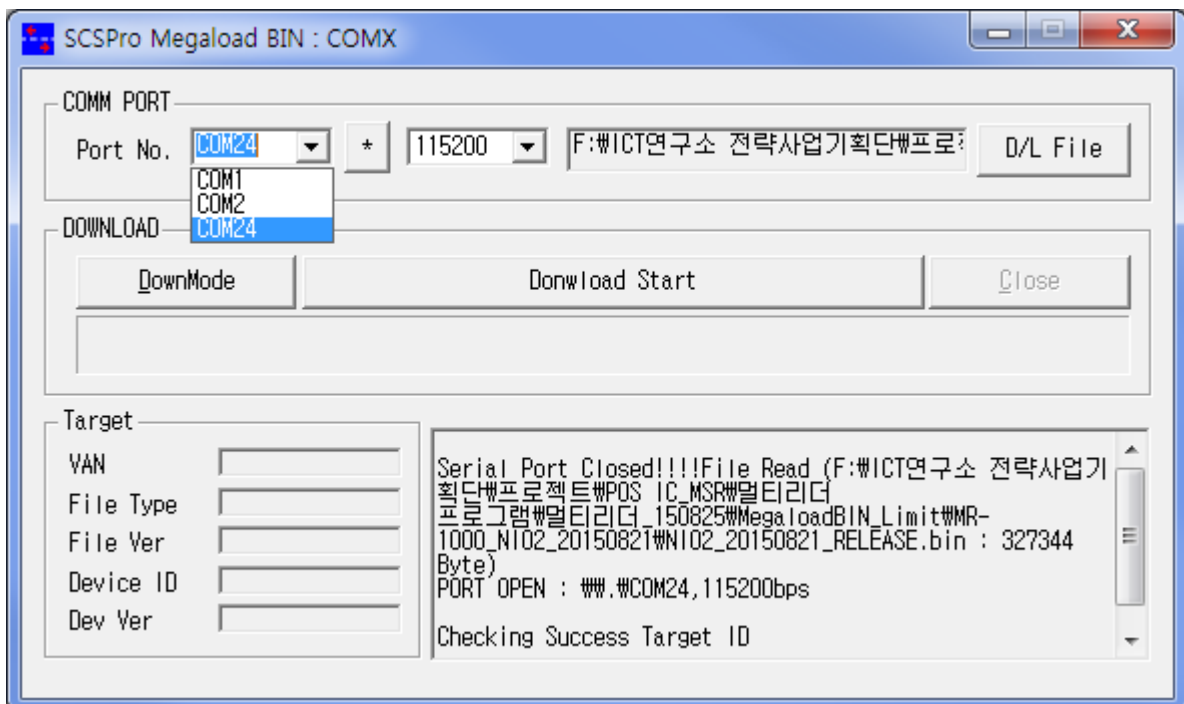 SCSPro Megaload BIN : COMX
COMM PORT
Port No. COM24 * 115200 F:₩ICT연구소 전략사업기획단₩프로 D/L File
COM1
COM2
COM24
DOWNLOAD
DownMode Donwload Start Close
Target
VAN
File Type
File Ver
Device ID
Dev Ver
Serial Port Closed!!!!File Read (F:₩ICT연구소 전략사업기
획단₩프로젝트₩POS IC_MSR₩멀티리더
프로그램₩멀티리더_150825₩MegaloadBIN_Limit₩MR-
1000_NI02_20150821₩NI02_20150821_RELEASE.bin : 327344
Byte)
PORT OPEN : ₩₩.₩COM24,115200bps
Checking Success Target ID